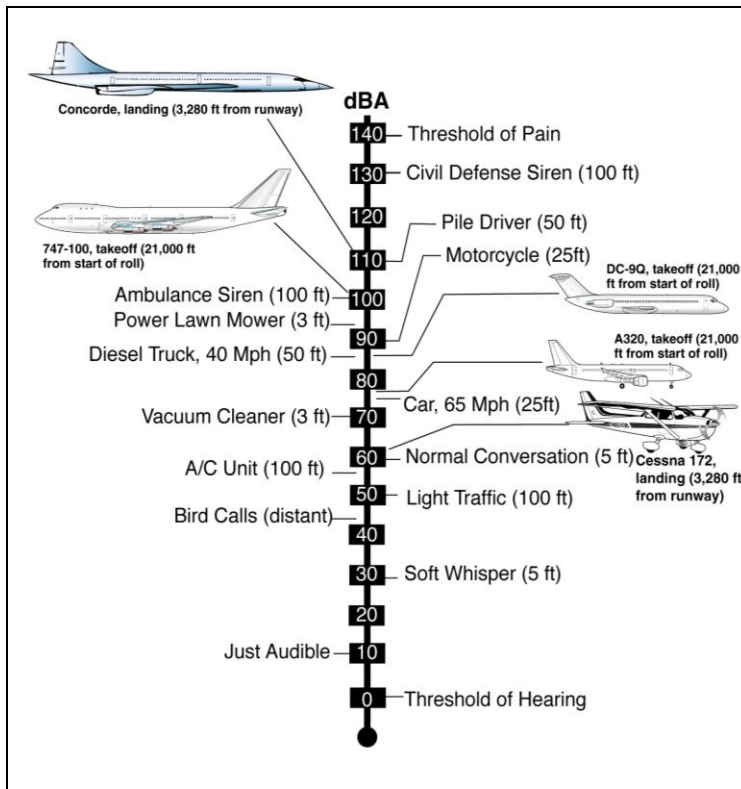 Concorde, landing (3,280 ft from runway)
dBA
140
Threshold of Pain
130
Civil Defense Siren (100 ft)
120
Pile Driver (50 ft)
747-100, takeoff (21,000 ft
from start of roll)
110
Motorcycle (25ft)
DC-9Q, takeoff (21,000
ft from start of roll)
Ambulance Siren (100 ft)
100
Power Lawn Mower (3 ft)
90
A320, takeoff (21,000
ft from start of roll)
Diesel Truck, 40 Mph (50 ft)
80
Car, 65 Mph (25ft)
Vacuum Cleaner (3 ft)
70
60
Normal Conversation (5 ft)
Cessna 172,
landing (3,280 ft
from runway)
A/C Unit (100 ft)
50
Light Traffic (100 ft)
Bird Calls (distant)
40
30
Soft Whisper (5 ft)
20
Just Audible
10
0
Threshold of Hearing